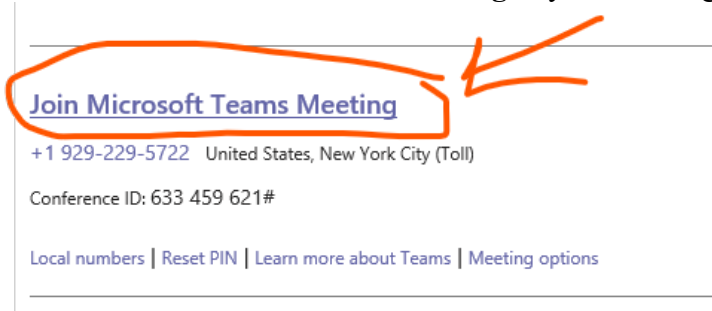 Join Microsoft Teams Meeting
+1 929-229-5722 United States, New York City (Toll)
Conference ID: 633 459 621#
Local numbers | Reset PIN | Learn more about Teams | Meeting options